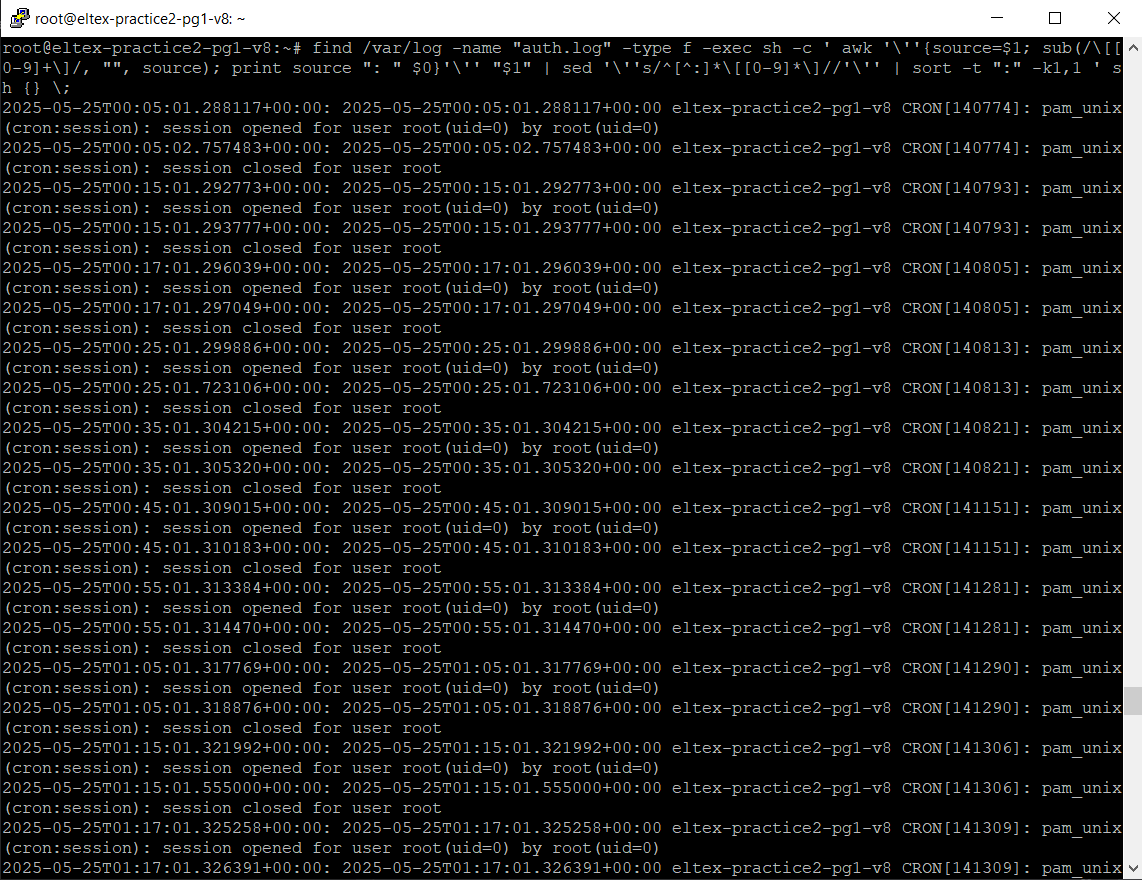 root@eltex-practice2-pg1-v8: ~
root@eltex-practice2-pg1-v8:~# find /var/log -name "auth.log" -type f -exec sh -c ' awk '\''{source=$1; sub(/\[[
0-9]+\]/, "", source); print source ": " $0}'\'' "$1" | sed '\''s/^[^:]*\[[0-9]*\]//'\'' | sort -t ":" -k1,1 ' s
h {} \;
2025-05-25T00:05:01.288117+00:00: 2025-05-25T00:05:01.288117+00:00 eltex-practice2-pg1-v8 CRON[140774]: pam_unix
(cron:session): session opened for user root(uid=0) by root(uid=0)
2025-05-25T00:05:02.757483+00:00: 2025-05-25T00:05:02.757483+00:00 eltex-practice2-pg1-v8 CRON[140774]: pam_unix
(cron:session): session closed for user root
2025-05-25T00:15:01.292773+00:00: 2025-05-25T00:15:01.292773+00:00 eltex-practice2-pg1-v8 CRON[140793]: pam_unix
(cron:session): session opened for user root(uid=0) by root(uid=0)
2025-05-25T00:15:01.293777+00:00: 2025-05-25T00:15:01.293777+00:00 eltex-practice2-pg1-v8 CRON[140793]: pam_unix
(cron:session): session closed for user root
2025-05-25T00:17:01.296039+00:00: 2025-05-25T00:17:01.296039+00:00 eltex-practice2-pg1-v8 CRON[140805]: pam_unix
(cron:session): session opened for user root(uid=0) by root(uid=0)
2025-05-25T00:17:01.297049+00:00: 2025-05-25T00:17:01.297049+00:00 eltex-practice2-pg1-v8 CRON[140805]: pam_unix
(cron:session): session closed for user root
2025-05-25T00:25:01.299886+00:00: 2025-05-25T00:25:01.299886+00:00 eltex-practice2-pg1-v8 CRON[140813]: pam_unix
(cron:session): session opened for user root(uid=0) by root(uid=0)
2025-05-25T00:25:01.723106+00:00: 2025-05-25T00:25:01.723106+00:00 eltex-practice2-pg1-v8 CRON[140813]: pam_unix
(cron:session): session closed for user root
2025-05-25T00:35:01.304215+00:00: 2025-05-25T00:35:01.304215+00:00 eltex-practice2-pg1-v8 CRON[140821]: pam_unix
(cron:session): session opened for user root(uid=0) by root(uid=0)
2025-05-25T00:35:01.305320+00:00: 2025-05-25T00:35:01.305320+00:00 eltex-practice2-pg1-v8 CRON[140821]: pam_unix
(cron:session): session closed for user root
2025-05-25T00:45:01.309015+00:00: 2025-05-25T00:45:01.309015+00:00 eltex-practice2-pg1-v8 CRON[141151]: pam_unix
(cron:session): session opened for user root(uid=0) by root(uid=0)
2025-05-25T00:45:01.310183+00:00: 2025-05-25T00:45:01.310183+00:00 eltex-practice2-pg1-v8 CRON[141151]: pam_unix
(cron:session): session closed for user root
2025-05-25T00:55:01.313384+00:00: 2025-05-25T00:55:01.313384+00:00 eltex-practice2-pg1-v8 CRON[141281]: pam_unix
(cron:session): session opened for user root(uid=0) by root(uid=0)
2025-05-25T00:55:01.314470+00:00: 2025-05-25T00:55:01.314470+00:00 eltex-practice2-pg1-v8 CRON[141281]: pam_unix
(cron:session): session closed for user root
2025-05-25T01:05:01.317769+00:00: 2025-05-25T01:05:01.317769+00:00 eltex-practice2-pg1-v8 CRON[141290]: pam_unix
(cron:session): session opened for user root(uid=0) by root(uid=0)
2025-05-25T01:05:01.318876+00:00: 2025-05-25T01:05:01.318876+00:00 eltex-practice2-pg1-v8 CRON[141290]: pam_unix
(cron:session): session closed for user root
2025-05-25T01:15:01.321992+00:00: 2025-05-25T01:15:01.321992+00:00 eltex-practice2-pg1-v8 CRON[141306]: pam_unix
(cron:session): session opened for user root(uid=0) by root(uid=0)
2025-05-25T01:15:01.555000+00:00: 2025-05-25T01:15:01.555000+00:00 eltex-practice2-pg1-v8 CRON[141306]: pam_unix
(cron:session): session closed for user root
2025-05-25T01:17:01.325258+00:00: 2025-05-25T01:17:01.325258+00:00 eltex-practice2-pg1-v8 CRON[141309]: pam_unix
(cron:session): session opened for user root(uid=0) by root(uid=0)
2025-05-25T01:17:01.326391+00:00: 2025-05-25T01:17:01.326391+00:00 eltex-practice2-pg1-v8 CRON[141309]: pam_unix